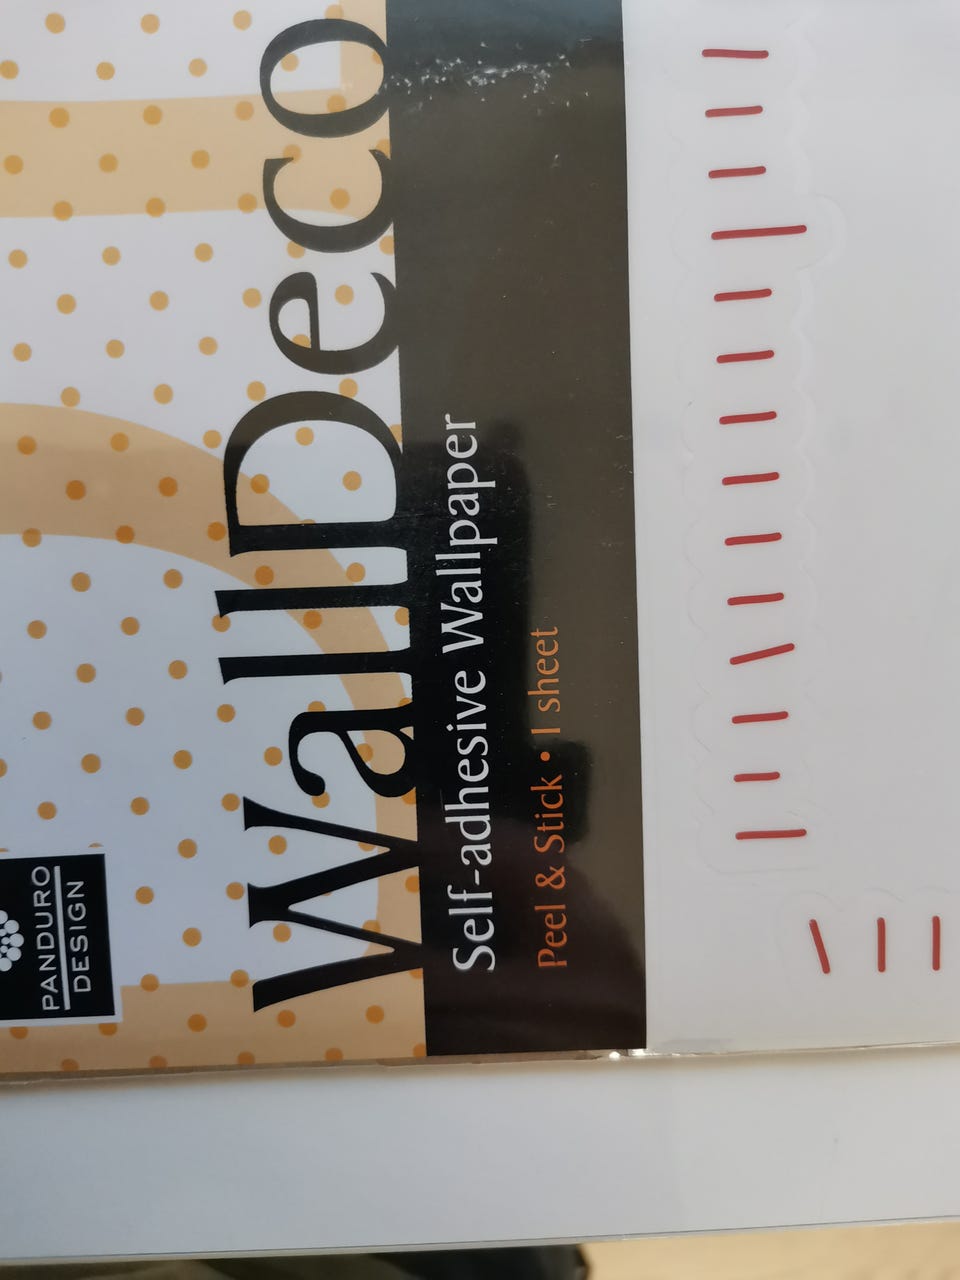 WallDeco
Self-adhesive Wallpaper
Peel & Stick • 1 sheet
PANDURO
DESIGN